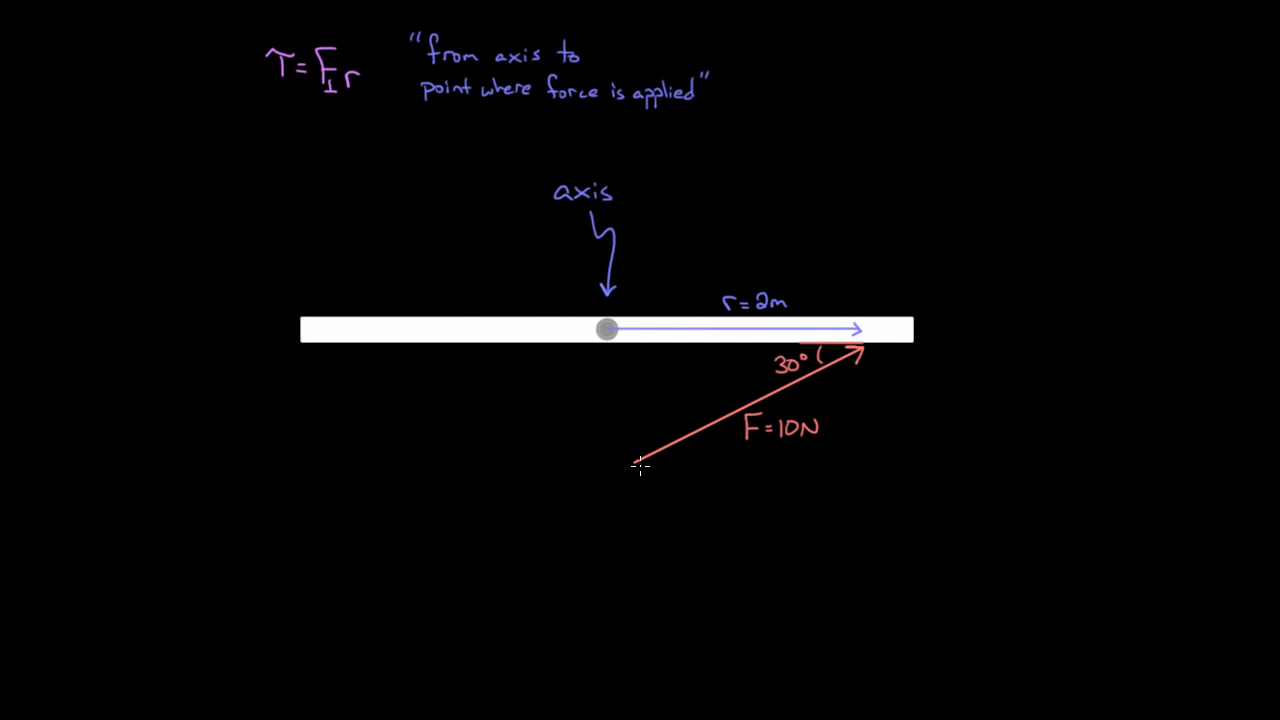 τ = F⊥ r
"from axis to
point where force is applied"
axis
r = 2m
30°
F = 10N